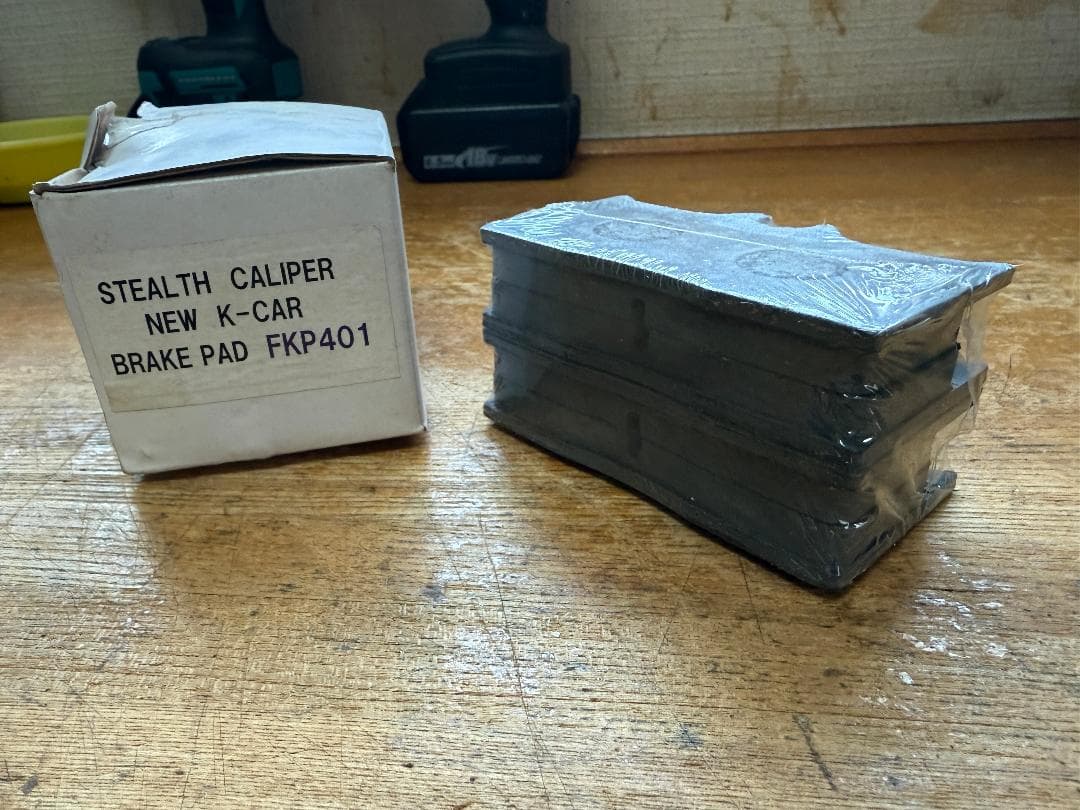 STEALTH CALIPER
NEW K-CAR
BRAKE PAD FKP401